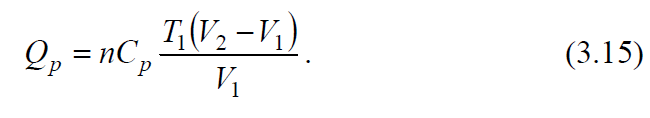 Q_p = nC_p \frac{T_1(V_2 - V_1)}{V_1}. (3.15)